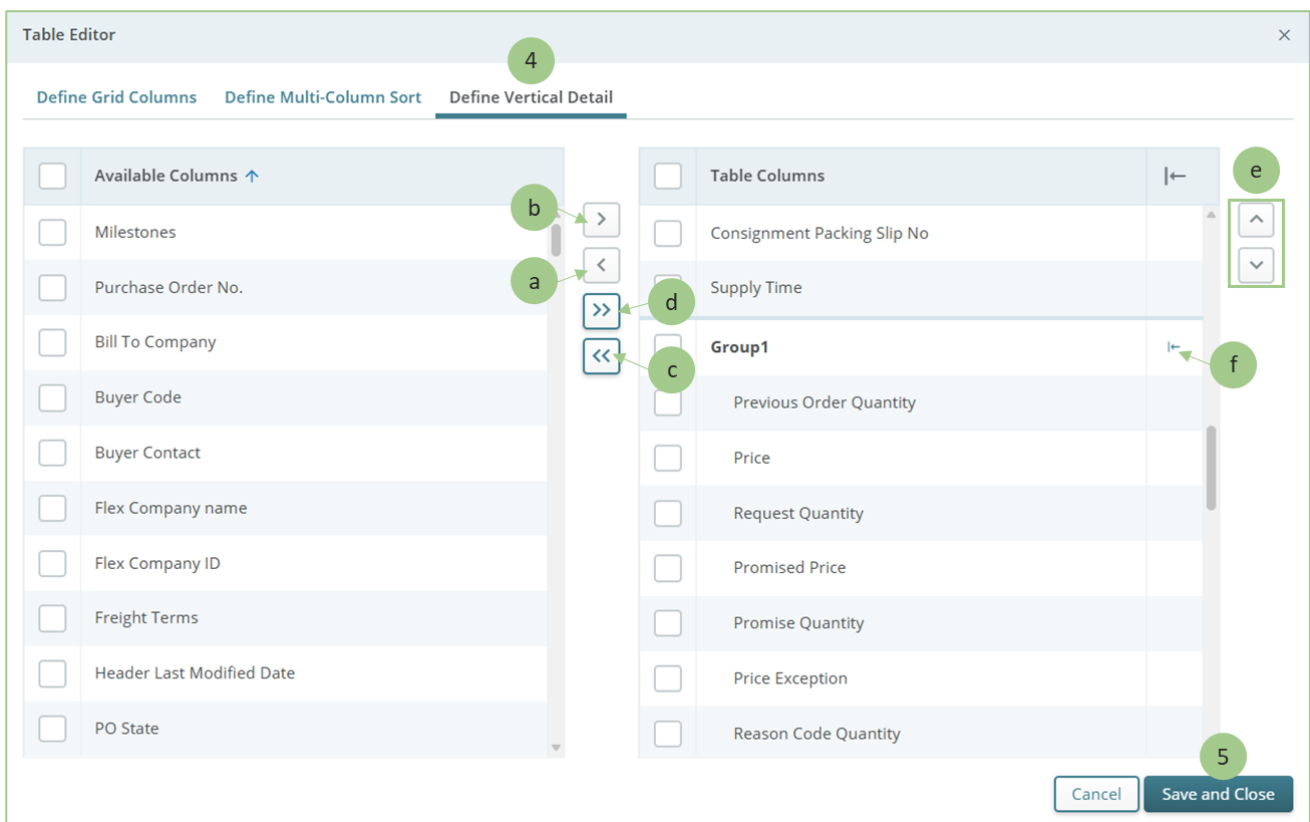 Table Editor
4
Define Grid Columns Define Multi-Column Sort Define Vertical Detail
Available Columns
Milestones
Purchase Order No.
Bill To Company
Buyer Code
Buyer Contact
Flex Company name
Flex Company ID
Freight Terms
Header Last Modified Date
PO State
b
a
d
c
Table Columns
Consignment Packing Slip No
Supply Time
Group1
Previous Order Quantity
Price
Request Quantity
Promised Price
Promise Quantity
Price Exception
Reason Code Quantity
e
f
5
Cancel Save and Close